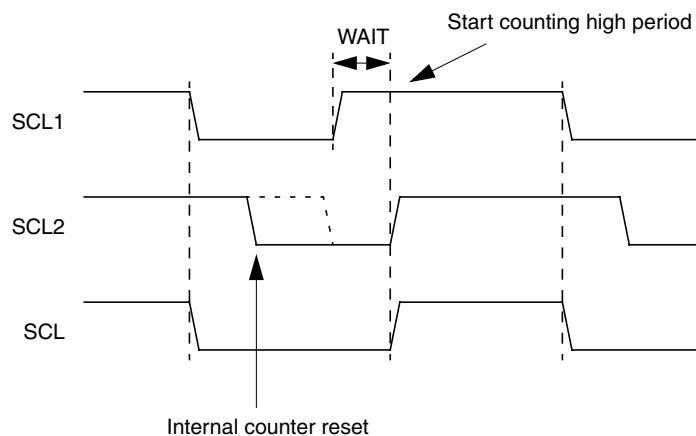 Start counting high period
WAIT
SCL1
SCL2
SCL
Internal counter reset